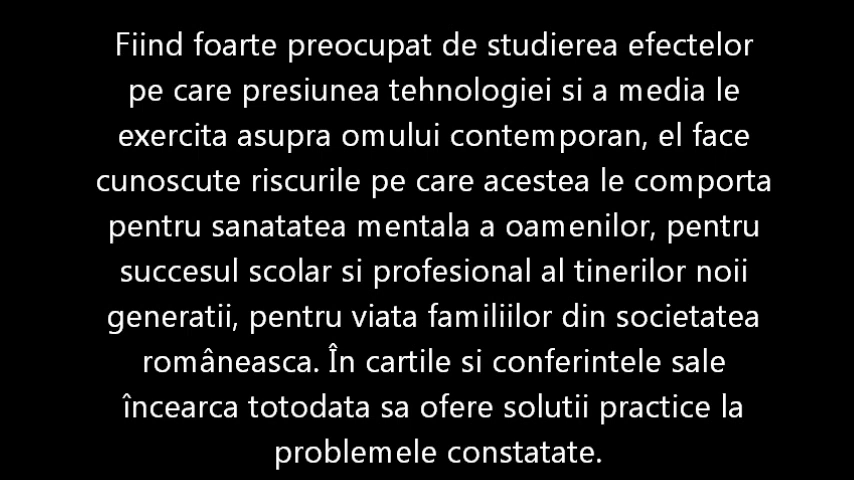 Fiind foarte preocupat de studierea efectelor
pe care presiunea tehnologiei si a media le
exercita asupra omului contemporan, el face
cunoscute riscurile pe care acestea le comporta
pentru sanatatea mentala a oamenilor, pentru
succesul scolar si profesional al tinerilor noii
generatii, pentru viata familiilor din societatea
româneasca. În cartile si conferintele sale
încearca totodata sa ofere solutii practice la
problemele constatate.